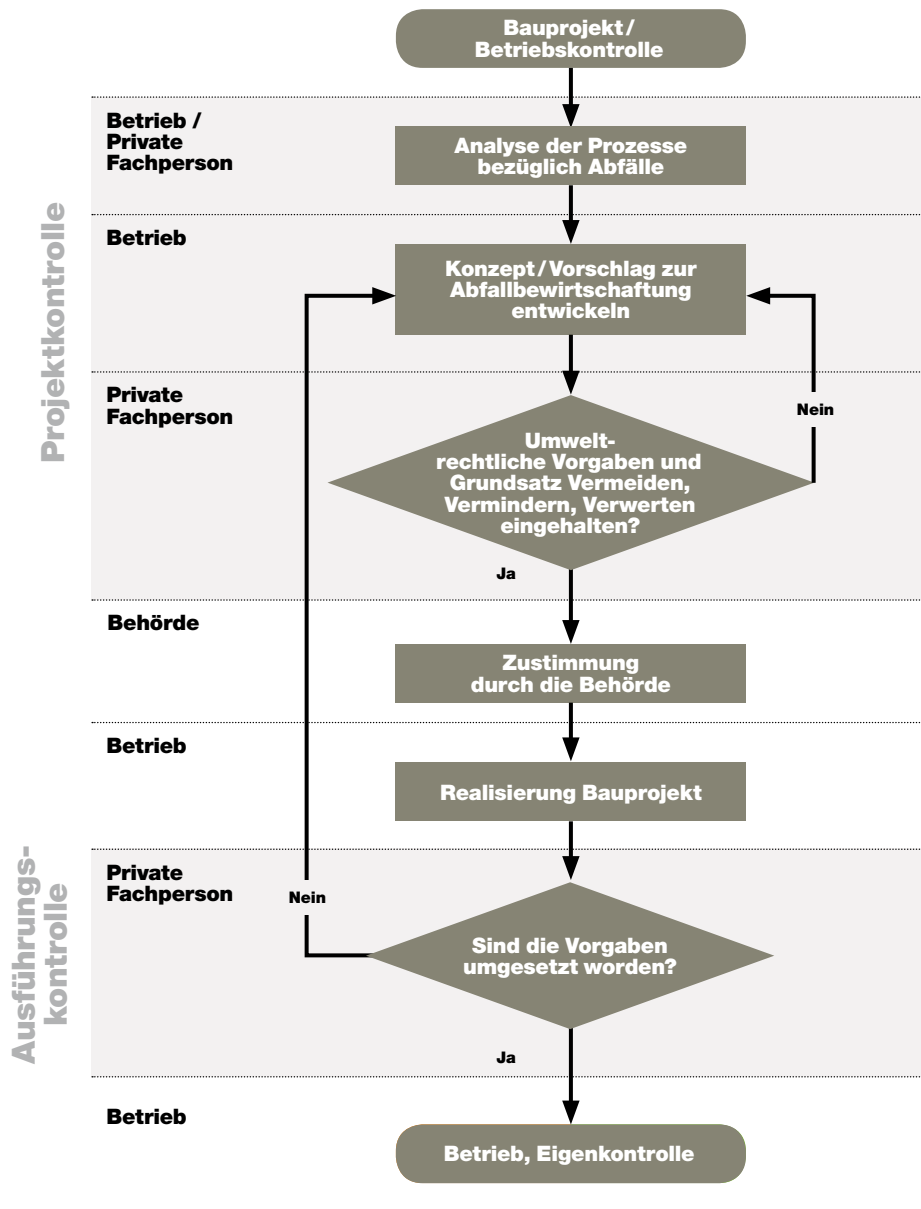 Bauprojekt/
Betriebskontrolle
Betrieb /
Private
Fachperson
Analyse der Prozesse
bezüglich Abfälle
Projektkontrolle
Betrieb
Konzept/Vorschlag zur
Abfallbewirtschaftung
entwickeln
Private
Fachperson
Nein
Umwelt-
rechtliche Vorgaben und
Grundsatz Vermeiden,
Vermindern, Verwerten
eingehalten?
Ja
Behörde
Zustimmung
durch die Behörde
Betrieb
Realisierung Bauprojekt
Ausführungs-
kontrolle
Private
Fachperson
Nein
Sind die Vorgaben
umgesetzt worden?
Ja
Betrieb
Betrieb, Eigenkontrolle